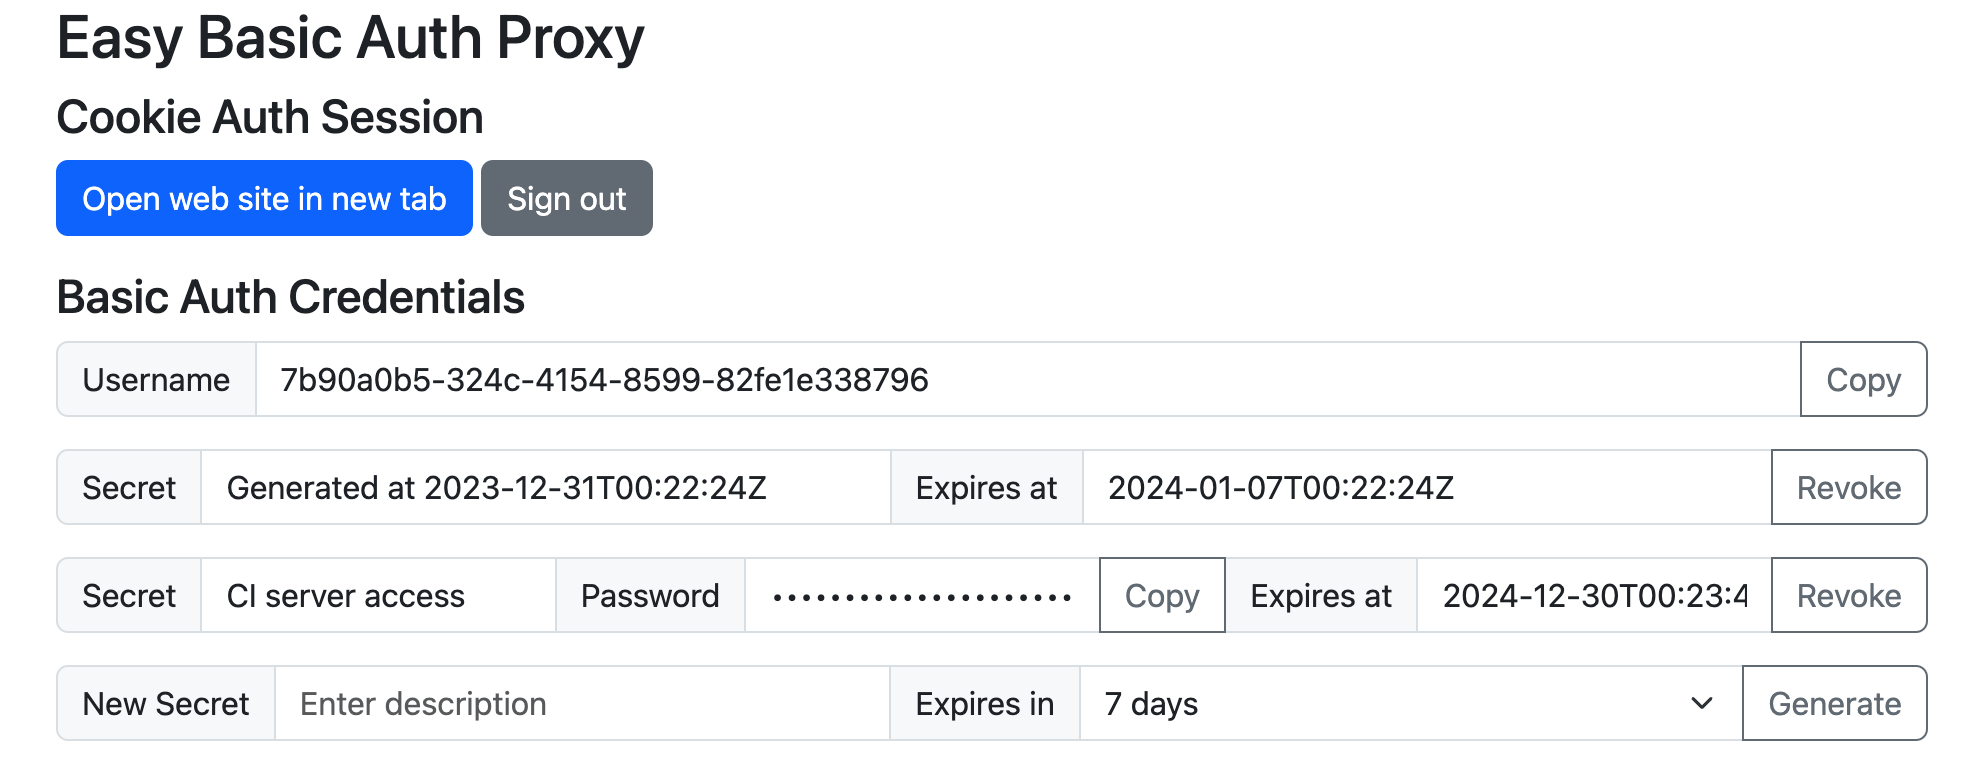 Easy Basic Auth Proxy
Cookie Auth Session
Open web site in new tab Sign out
Basic Auth Credentials
Username 7b90a0b5-324c-4154-8599-82fe1e338796 Copy
Secret Generated at 2023-12-31T00:22:24Z Expires at 2024-01-07T00:22:24Z Revoke
Secret CI server access Password ••••••••••••••••••••• Copy Expires at 2024-12-30T00:23:4 Revoke
New Secret Enter description Expires in 7 days Generate